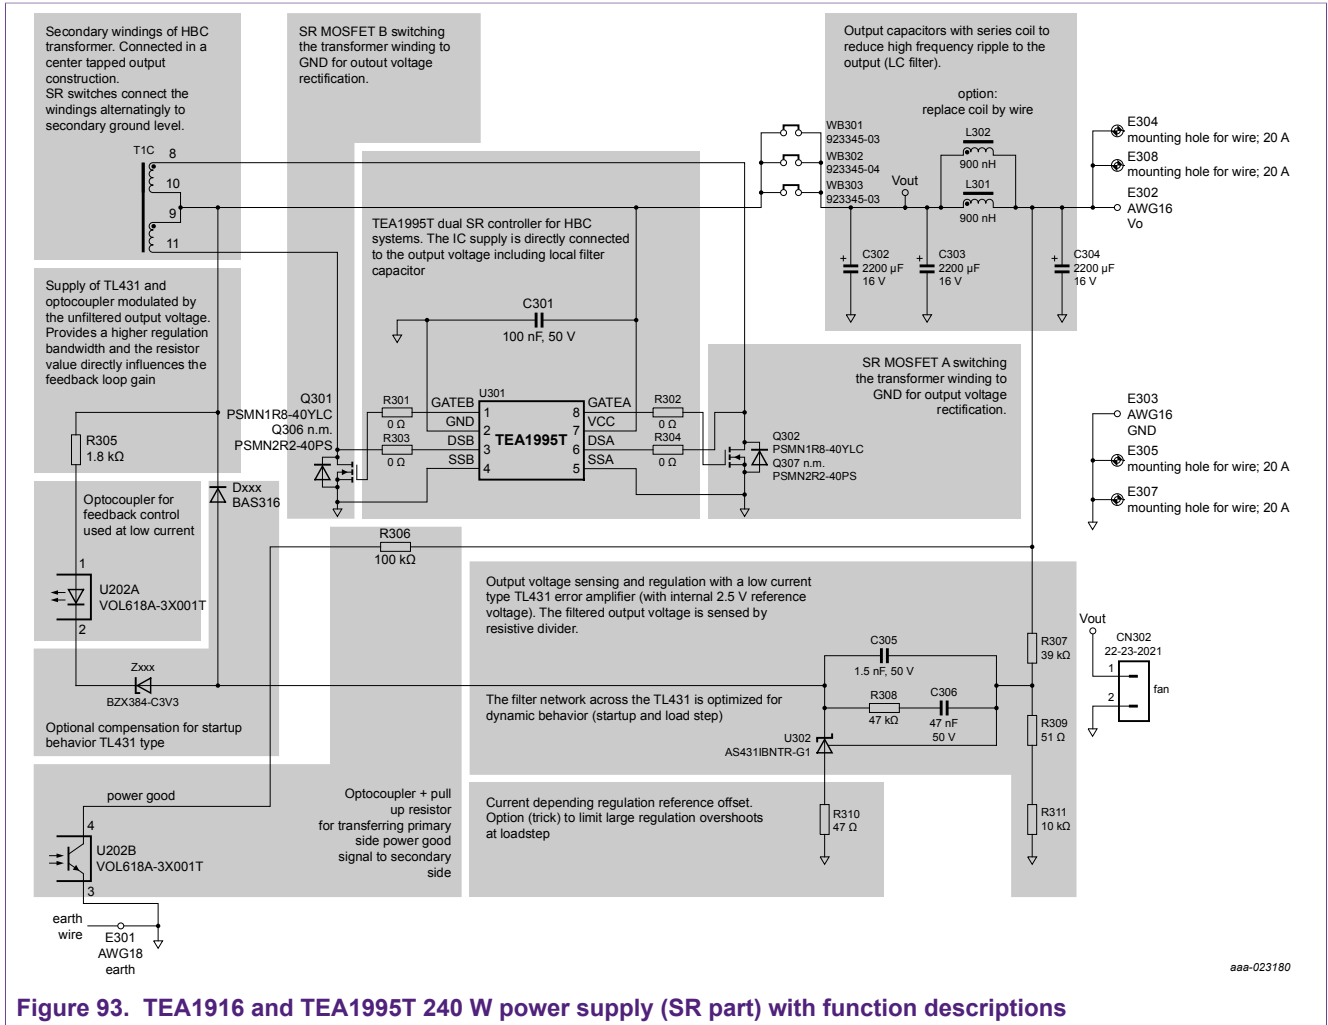 Secondary windings of HBC
transformer. Connected in a
center tapped output
construction.
SR switches connect the
windings alternatingly to
secondary ground level.
SR MOSFET B switching
the transformer winding to
GND for outout voltage
rectification.
Output capacitors with series coil to
reduce high frequency ripple to the
output (LC filter).
option:
replace coil by wire
T1C
8
10
9
11
WB301
923345-03
WB302
923345-04
WB303
923345-03
Vout
L302
900 nH
L301
900 nH
E304
mounting hole for wire; 20 A
E308
mounting hole for wire; 20 A
E302
AWG16
Vo
+
C302
2200 µF
16 V
+
C303
2200 µF
16 V
+
C304
2200 µF
16 V
TEA1995T dual SR controller for HBC
systems. The IC supply is directly connected
to the output voltage including local filter
capacitor
Supply of TL431 and
optocoupler modulated by
the unfiltered output voltage.
Provides a higher regulation
bandwidth and the resistor
value directly influences the
feedback loop gain
C301
100 nF, 50 V
SR MOSFET A switching
the transformer winding to
GND for output voltage
rectification.
Q301
PSMN1R8-40YLC
Q306 n.m.
PSMN2R2-40PS
R301
0 Ω
R303
0 Ω
GATEB
GND
DSB
SSB
U301
1
2
3
4
TEA1995T
8
7
6
5
GATEA
VCC
DSA
SSA
R302
0 Ω
R304
0 Ω
Q302
PSMN1R8-40YLC
Q307 n.m.
PSMN2R2-40PS
E303
AWG16
GND
E305
mounting hole for wire; 20 A
E307
mounting hole for wire; 20 A
R305
1.8 kΩ
Dxxx
BAS316
Optocoupler for
feedback control
used at low current
1
U202A
VOL618A-3X001T
2
R306
100 kΩ
Output voltage sensing and regulation with a low current
type TL431 error amplifier (with internal 2.5 V reference
voltage). The filtered output voltage is sensed by
resistive divider.
C305
1.5 nF, 50 V
R307
39 kΩ
Vout
CN302
22-23-2021
1
2
fan
Zxxx
BZX384-C3V3
The filter network across the TL431 is optimized for
dynamic behavior (startup and load step)
R308
47 kΩ
C306
47 nF
50 V
R309
51 Ω
Optional compensation for startup
behavior TL431 type
U302
AS431IBNTR-G1
power good
Optocoupler + pull
up resistor
for transferring primary
side power good
signal to secondary
side
Current depending regulation reference offset.
Option (trick) to limit large regulation overshoots
at loadstep
R310
47 Ω
R311
10 kΩ
4
U202B
VOL618A-3X001T
3
earth
wire
E301
AWG18
earth
aaa-023180
Figure 93. TEA1916 and TEA1995T 240 W power supply (SR part) with function descriptions